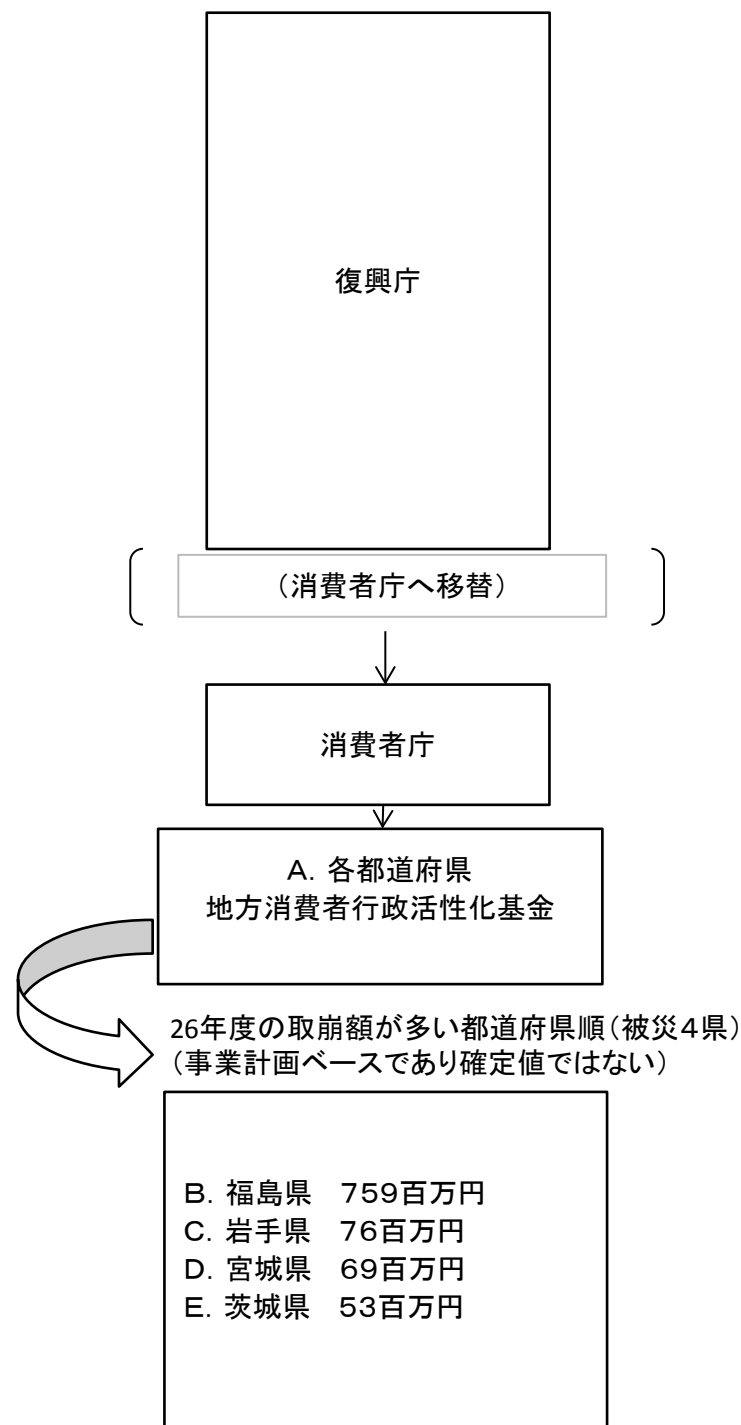 復興庁
（消費者庁へ移替）
消費者庁
A．各都道府県
地方消費者行政活性化基金
26年度の取崩額が多い都道府県順（被災４県）
（事業計画ベースであり確定値ではない）
B．福島県　７５９百万円
C．岩手県　７６百万円
D．宮城県　６９百万円
E．茨城県　５３百万円